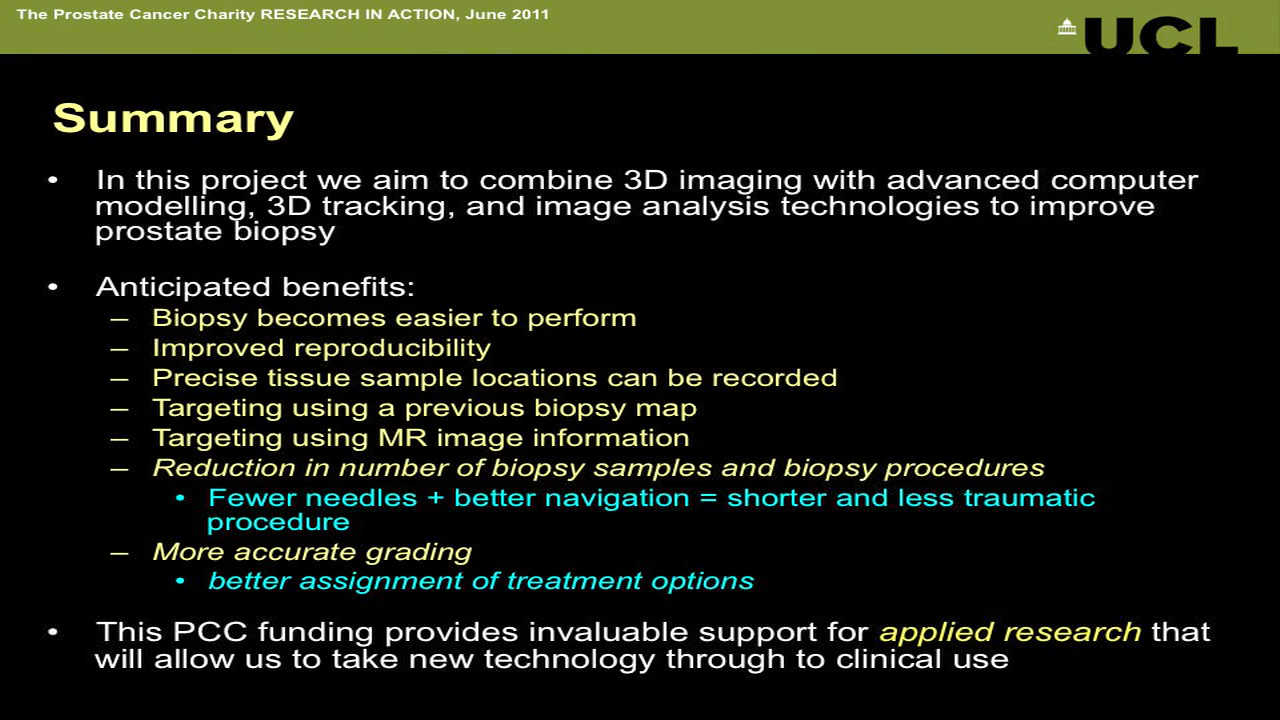 The Prostate Cancer Charity RESEARCH IN ACTION, June 2011
UCL
Summary
• In this project we aim to combine 3D imaging with advanced computer
modelling, 3D tracking, and image analysis technologies to improve
prostate biopsy
• Anticipated benefits:
– Biopsy becomes easier to perform
– Improved reproducibility
– Precise tissue sample locations can be recorded
– Targeting using a previous biopsy map
– Targeting using MR image information
– Reduction in number of biopsy samples and biopsy procedures
• Fewer needles + better navigation = shorter and less traumatic
procedure
– More accurate grading
• better assignment of treatment options
• This PCC funding provides invaluable support for applied research that
will allow us to take new technology through to clinical use